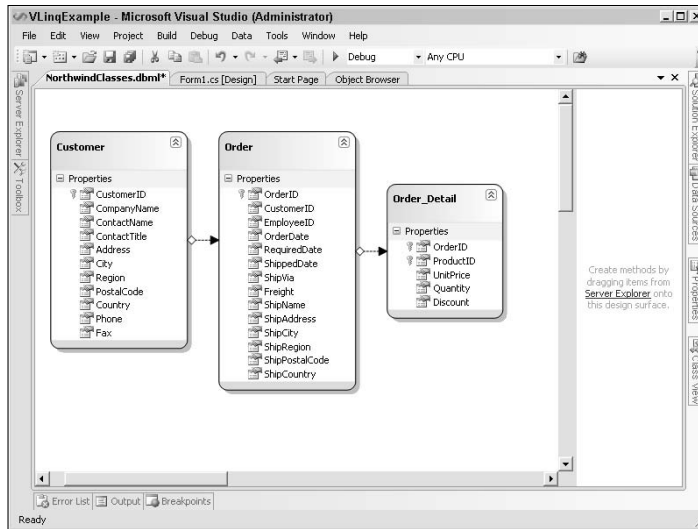 VLinqExample - Microsoft Visual Studio (Administrator)
File Edit View Project Build Debug Data Tools Window Help
Debug Any CPU
NorthwindClasses.dbml* Form1.cs [Design] Start Page Object Browser
Server Explorer
Toolbox
Customer
Properties
CustomerID
CompanyName
ContactName
ContactTitle
Address
City
Region
PostalCode
Country
Phone
Fax
Order
Properties
OrderID
CustomerID
EmployeeID
OrderDate
RequiredDate
ShippedDate
ShipVia
Freight
ShipName
ShipAddress
ShipCity
ShipRegion
ShipPostalCode
ShipCountry
Order_Detail
Properties
OrderID
ProductID
UnitPrice
Quantity
Discount
Create methods by
dragging items from
Server Explorer onto
this design surface.
Solution Explorer
Data Sources
Properties
Class View
Error List Output Breakpoints
Ready